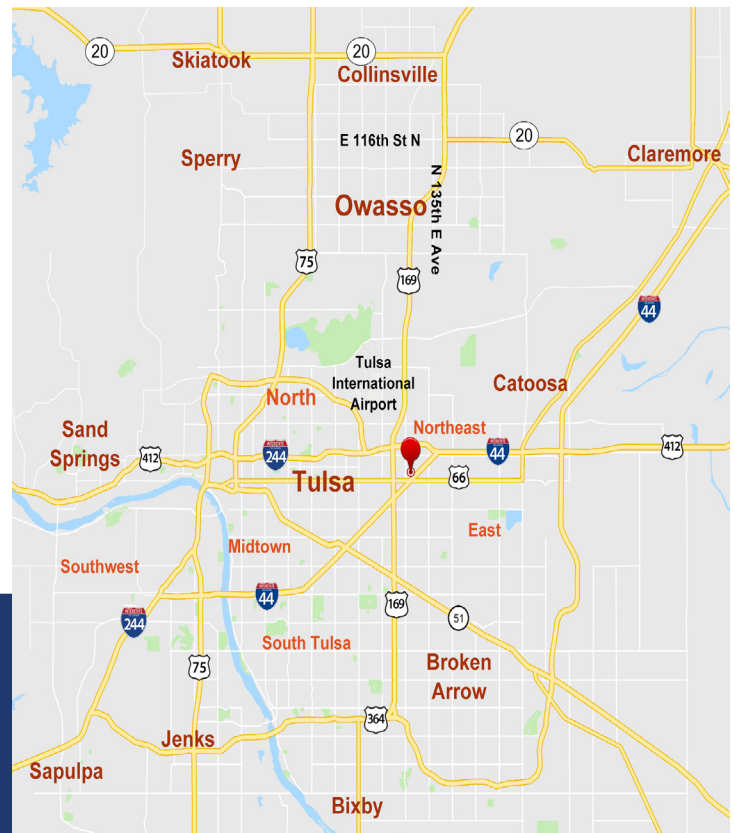 20
Skiatook
20
Collinsville
E 116th St N
20
Claremore
Sperry
N 135th E Ave
Owasso
75
169
44
Tulsa
International
Airport
Catoosa
North
Northeast
Sand
Springs
412
244
44
412
Tulsa
66
East
Midtown
Southwest
44
169
51
244
South Tulsa
75
Broken
Arrow
364
Jenks
Sapulpa
Bixby